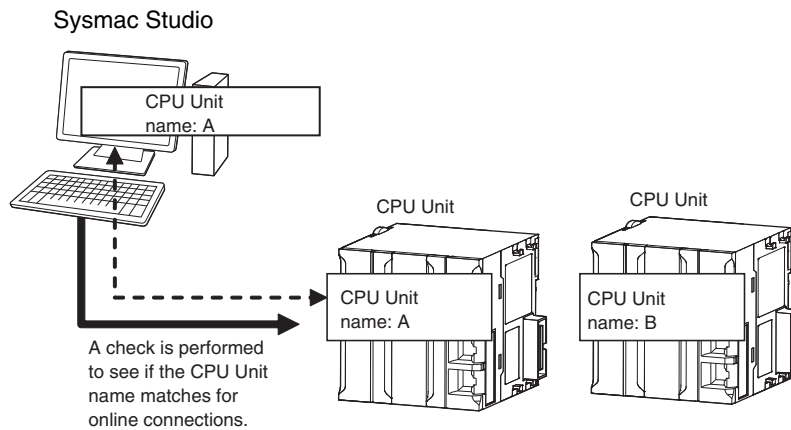 Sysmac Studio
CPU Unit
name: A
CPU Unit
CPU Unit
name: A
CPU Unit
CPU Unit
name: B
A check is performed
to see if the CPU Unit
name matches for
online connections.